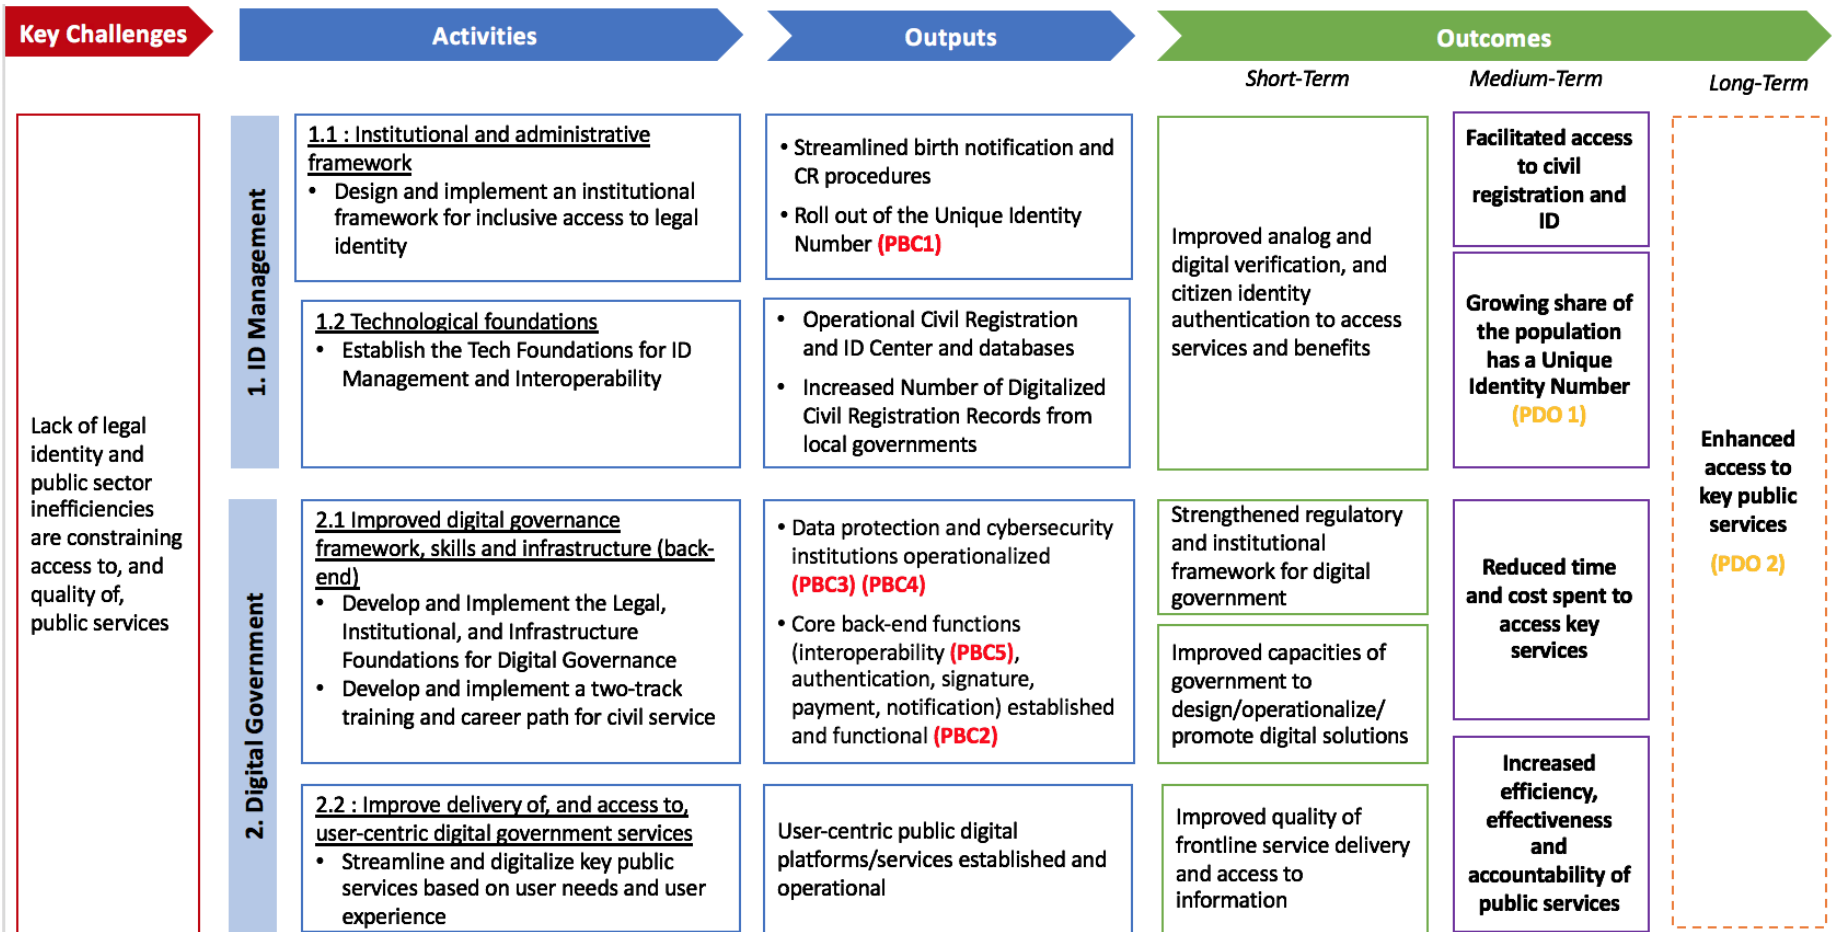 Key Challenges
Activities
Outputs
Outcomes
Short-Term
Medium-Term
Long-Term
Lack of legal
identity and
public sector
inefficiencies
are constraining
access to, and
quality of,
public services
1. ID Management
1.1 : Institutional and administrative
framework
• Design and implement an institutional
framework for inclusive access to legal
identity
• Streamlined birth notification and
CR procedures
• Roll out of the Unique Identity
Number (PBC1)
1.2 Technological foundations
• Establish the Tech Foundations for ID
Management and Interoperability
• Operational Civil Registration
and ID Center and databases
• Increased Number of Digitalized
Civil Registration Records from
local governments
Improved analog and
digital verification, and
citizen identity
authentication to access
services and benefits
Facilitated access
to civil
registration and
ID
Growing share of
the population
has a Unique
Identity Number
(PDO 1)
2. Digital Government
2.1 Improved digital governance
framework, skills and infrastructure (back-
end)
• Develop and Implement the Legal,
Institutional, and Infrastructure
Foundations for Digital Governance
• Develop and implement a two-track
training and career path for civil service
• Data protection and cybersecurity
institutions operationalized
(PBC3) (PBC4)
• Core back-end functions
(interoperability (PBC5),
authentication, signature,
payment, notification) established
and functional (PBC2)
Strengthened regulatory
and institutional
framework for digital
government
Improved capacities of
government to
design/operationalize/
promote digital solutions
Reduced time
and cost spent to
access key
services
2.2 : Improve delivery of, and access to,
user-centric digital government services
• Streamline and digitalize key public
services based on user needs and user
experience
User-centric public digital
platforms/services established and
operational
Improved quality of
frontline service delivery
and access to
information
Increased
efficiency,
effectiveness
and
accountability of
public services
Enhanced
access to
key public
services
(PDO 2)